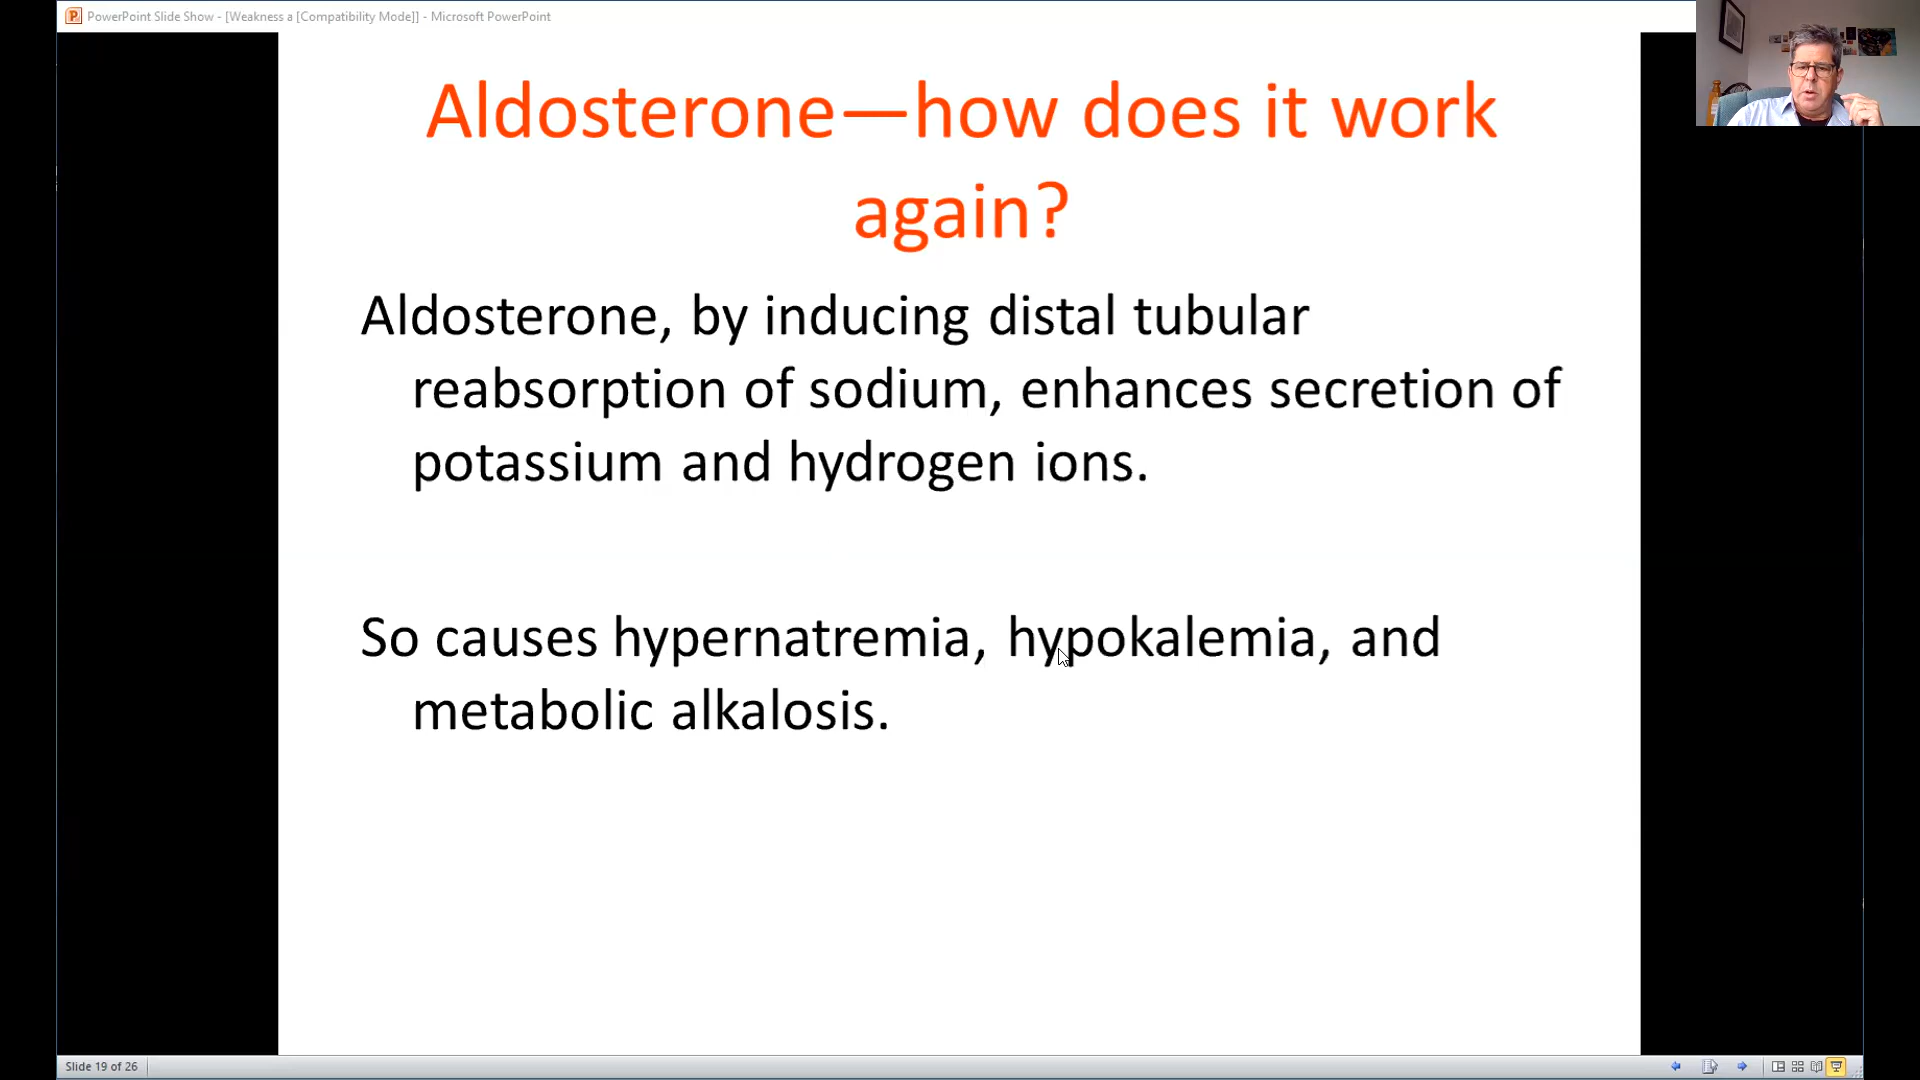 PowerPoint Slide Show - [Weakness a [Compatibility Mode]] - Microsoft PowerPoint
Aldosterone—how does it work
again?
Aldosterone, by inducing distal tubular
reabsorption of sodium, enhances secretion of
potassium and hydrogen ions.
So causes hypernatremia, hypokalemia, and
metabolic alkalosis.
Slide 19 of 26